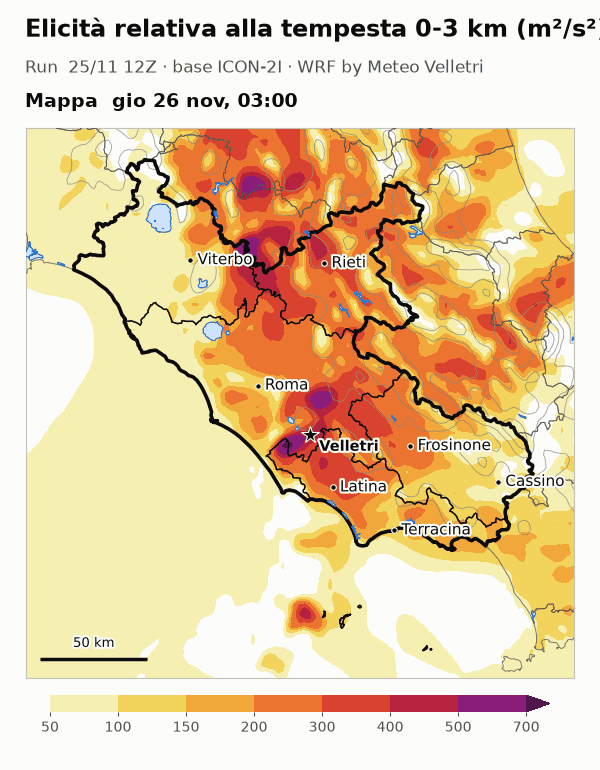 Elicità relativa alla tempesta 0-3 km (m²/s²)
Run 25/11 12Z · base ICON-2I · WRF by Meteo Velletri
Mappa gio 26 nov, 03:00
Viterbo
Rieti
Roma
Velletri
Frosinone
Latina
Cassino
Terracina
50 km
50 100 150 200 300 400 500 700